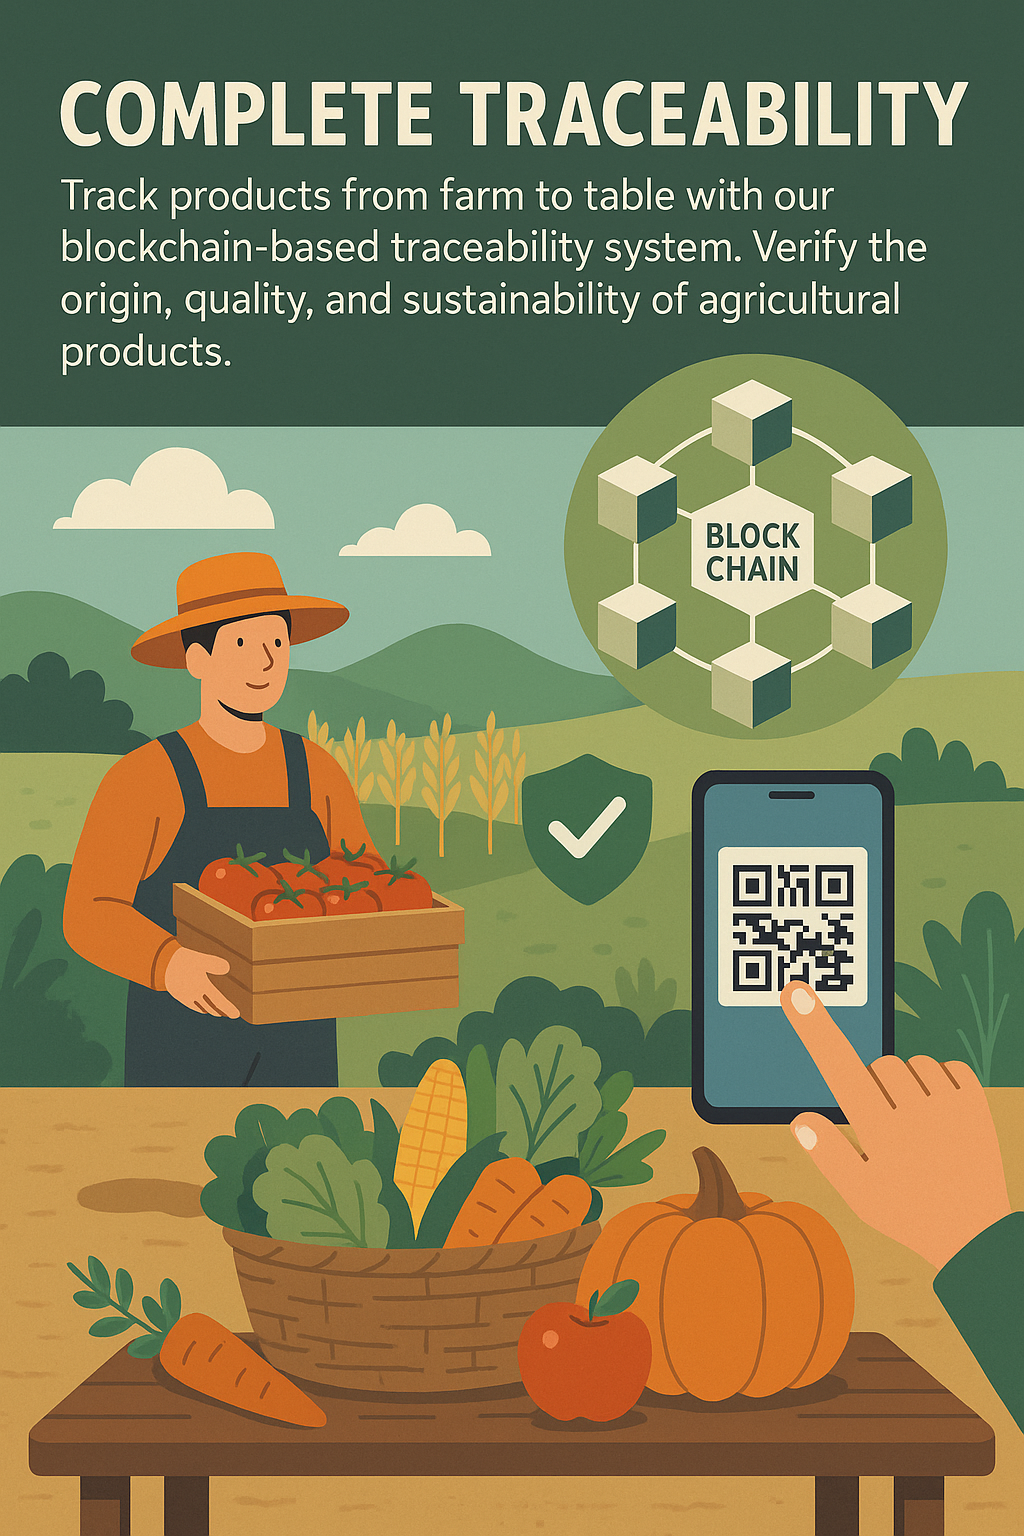 COMPLETE TRACEABILITY
Track products from farm to table with our
blockchain-based traceability system. Verify the
origin, quality, and sustainability of agricultural
products.
BLOCK
CHAIN